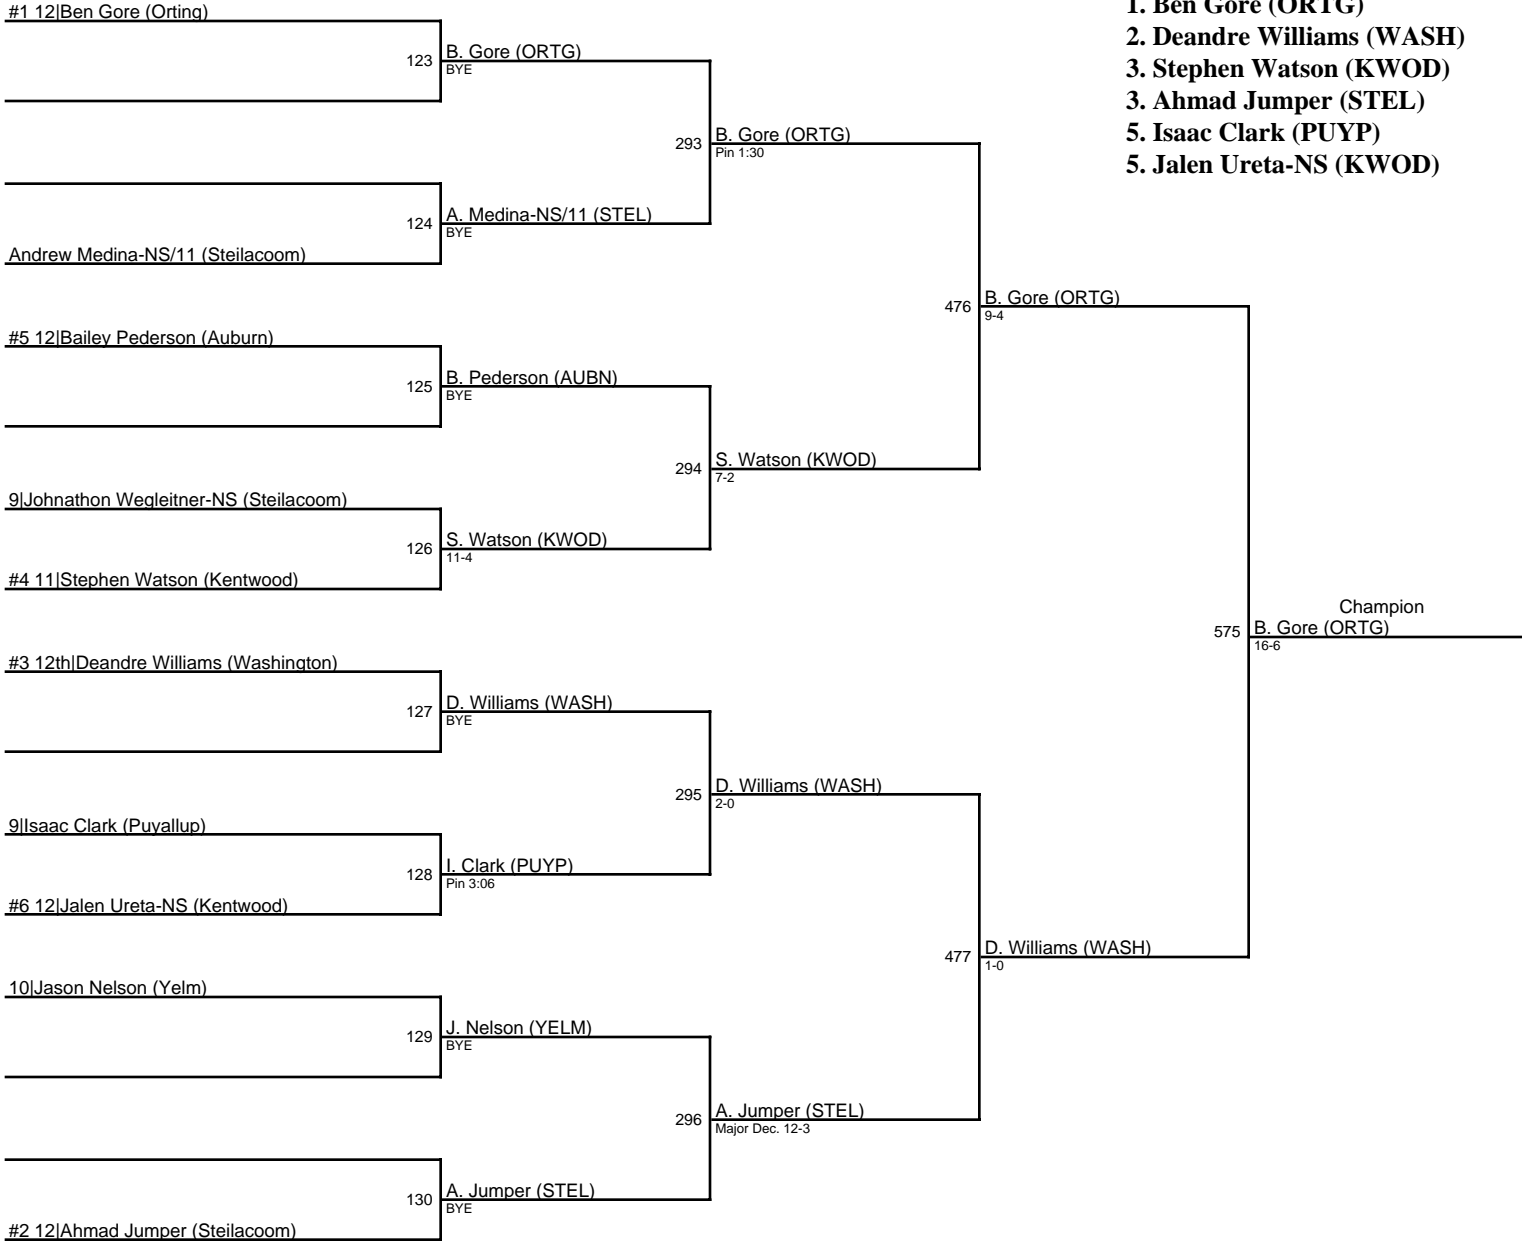 #1 12|Ben Gore (Orting)
1. Ben Gore (ORTG)
2. Deandre Williams (WASH)
3. Stephen Watson (KWOD)
3. Ahmad Jumper (STEL)
5. Isaac Clark (PUYP)
5. Jalen Ureta-NS (KWOD)
123 B. Gore (ORTG)
BYE
293 B. Gore (ORTG)
Pin 1:30
124 A. Medina-NS/11 (STEL)
BYE
Andrew Medina-NS/11 (Steilacoom)
476 B. Gore (ORTG)
9-4
#5 12|Bailey Pederson (Auburn)
125 B. Pederson (AUBN)
BYE
294 S. Watson (KWOD)
7-2
9|Johnathon Wegleitner-NS (Steilacoom)
126 S. Watson (KWOD)
11-4
#4 11|Stephen Watson (Kentwood)
Champion
575 B. Gore (ORTG)
16-6
#3 12th|Deandre Williams (Washington)
127 D. Williams (WASH)
BYE
295 D. Williams (WASH)
2-0
9|Isaac Clark (Puyallup)
128 I. Clark (PUYP)
Pin 3:06
#6 12|Jalen Ureta-NS (Kentwood)
477 D. Williams (WASH)
1-0
10|Jason Nelson (Yelm)
129 J. Nelson (YELM)
BYE
296 A. Jumper (STEL)
Major Dec. 12-3
130 A. Jumper (STEL)
BYE
#2 12|Ahmad Jumper (Steilacoom)